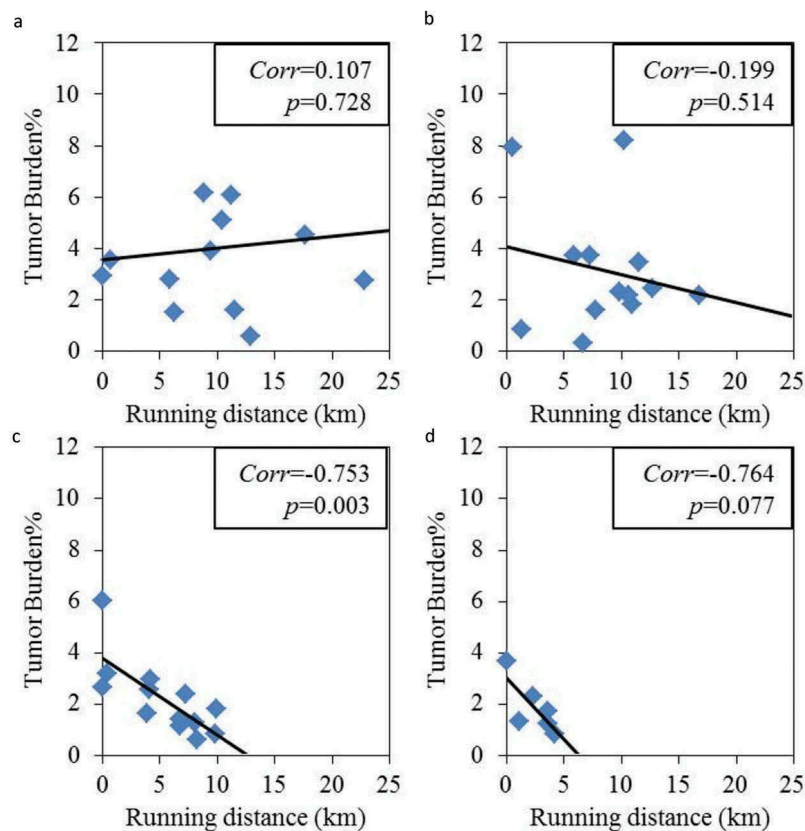 a
12
10
8
6
4
2
0
Tumor Burden%
Corr=0.107
p=0.728
0 5 10 15 20 25
Running distance (km)
b
12
10
8
6
4
2
0
Tumor Burden%
Corr=-0.199
p=0.514
0 5 10 15 20 25
Running distance (km)
c
12
10
8
6
4
2
0
Tumor Burden%
Corr=-0.753
p=0.003
0 5 10 15 20 25
Running distance (km)
d
12
10
8
6
4
2
0
Tumor Burden%
Corr=-0.764
p=0.077
0 5 10 15 20 25
Running distance (km)